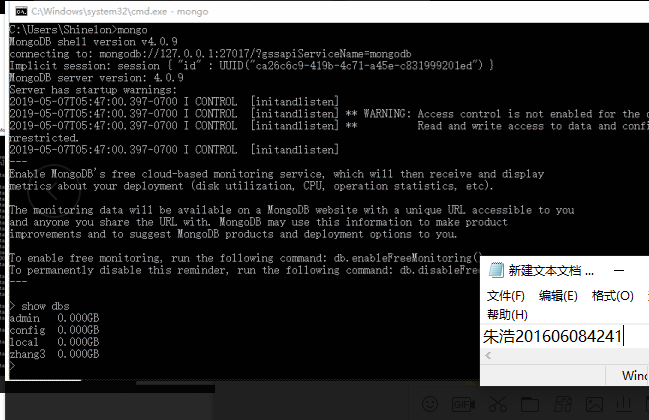 C:\Windows\system32\cmd.exe - mongo
C:\Users\Shinelon>mongo
MongoDB shell version v4.0.9
connecting to: mongodb://127.0.0.1:27017/?gssapiServiceName=mongodb
Implicit session: session { "id" : UUID("ca26c6c9-419b-4c71-a45e-c831999201ed") }
MongoDB server version: 4.0.9
Server has startup warnings:
2019-05-07T05:47:00.397-0700 I CONTROL  [initandlisten]
2019-05-07T05:47:00.397-0700 I CONTROL  [initandlisten] ** WARNING: Access control is not enabled for the
2019-05-07T05:47:00.397-0700 I CONTROL  [initandlisten] **          Read and write access to data and
nrestricted.
2019-05-07T05:47:00.397-0700 I CONTROL  [initandlisten]
---
Enable MongoDB's free cloud-based monitoring service, which will then receive and display
metrics about your deployment (disk utilization, CPU, operation statistics, etc).
The monitoring data will be available on a MongoDB website with a unique URL accessible to you
and anyone you share the URL with. MongoDB may use this information to make product
improvements and to suggest MongoDB products and deployment options to you.
To enable free monitoring, run the following command: db.enableFreeMonitoring()
To permanently disable this reminder, run the following command: db.disableFre
---
> show dbs
admin   0.000GB
config  0.000GB
local   0.000GB
zhang3  0.000GB
>
新建文本文档 ...
文件(F) 编辑(E) 格式(O)
帮助(H)
朱浩201606084241
Winc
GIF